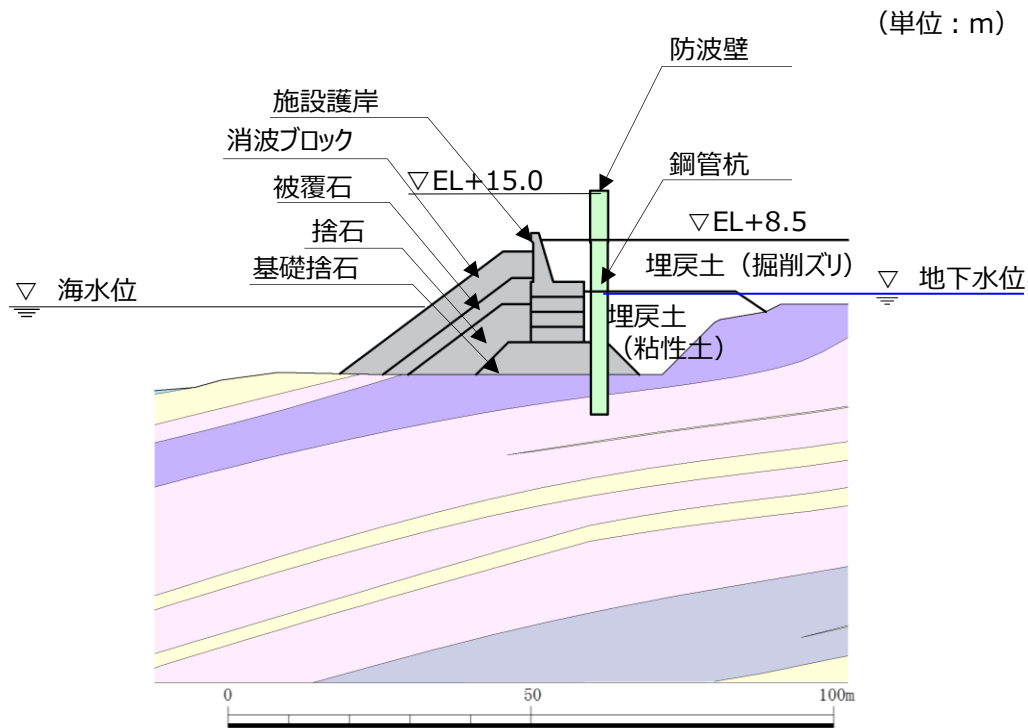 (単位:m)
防波壁
施設護岸
消波ブロック
▽EL+15.0
鋼管杭
被覆石
▽EL+8.5
捨石
埋戻土(掘削ズリ)
基礎捨石
▽ 海水位
▽ 地下水位
埋戻土
(粘性土)
0 50 100m